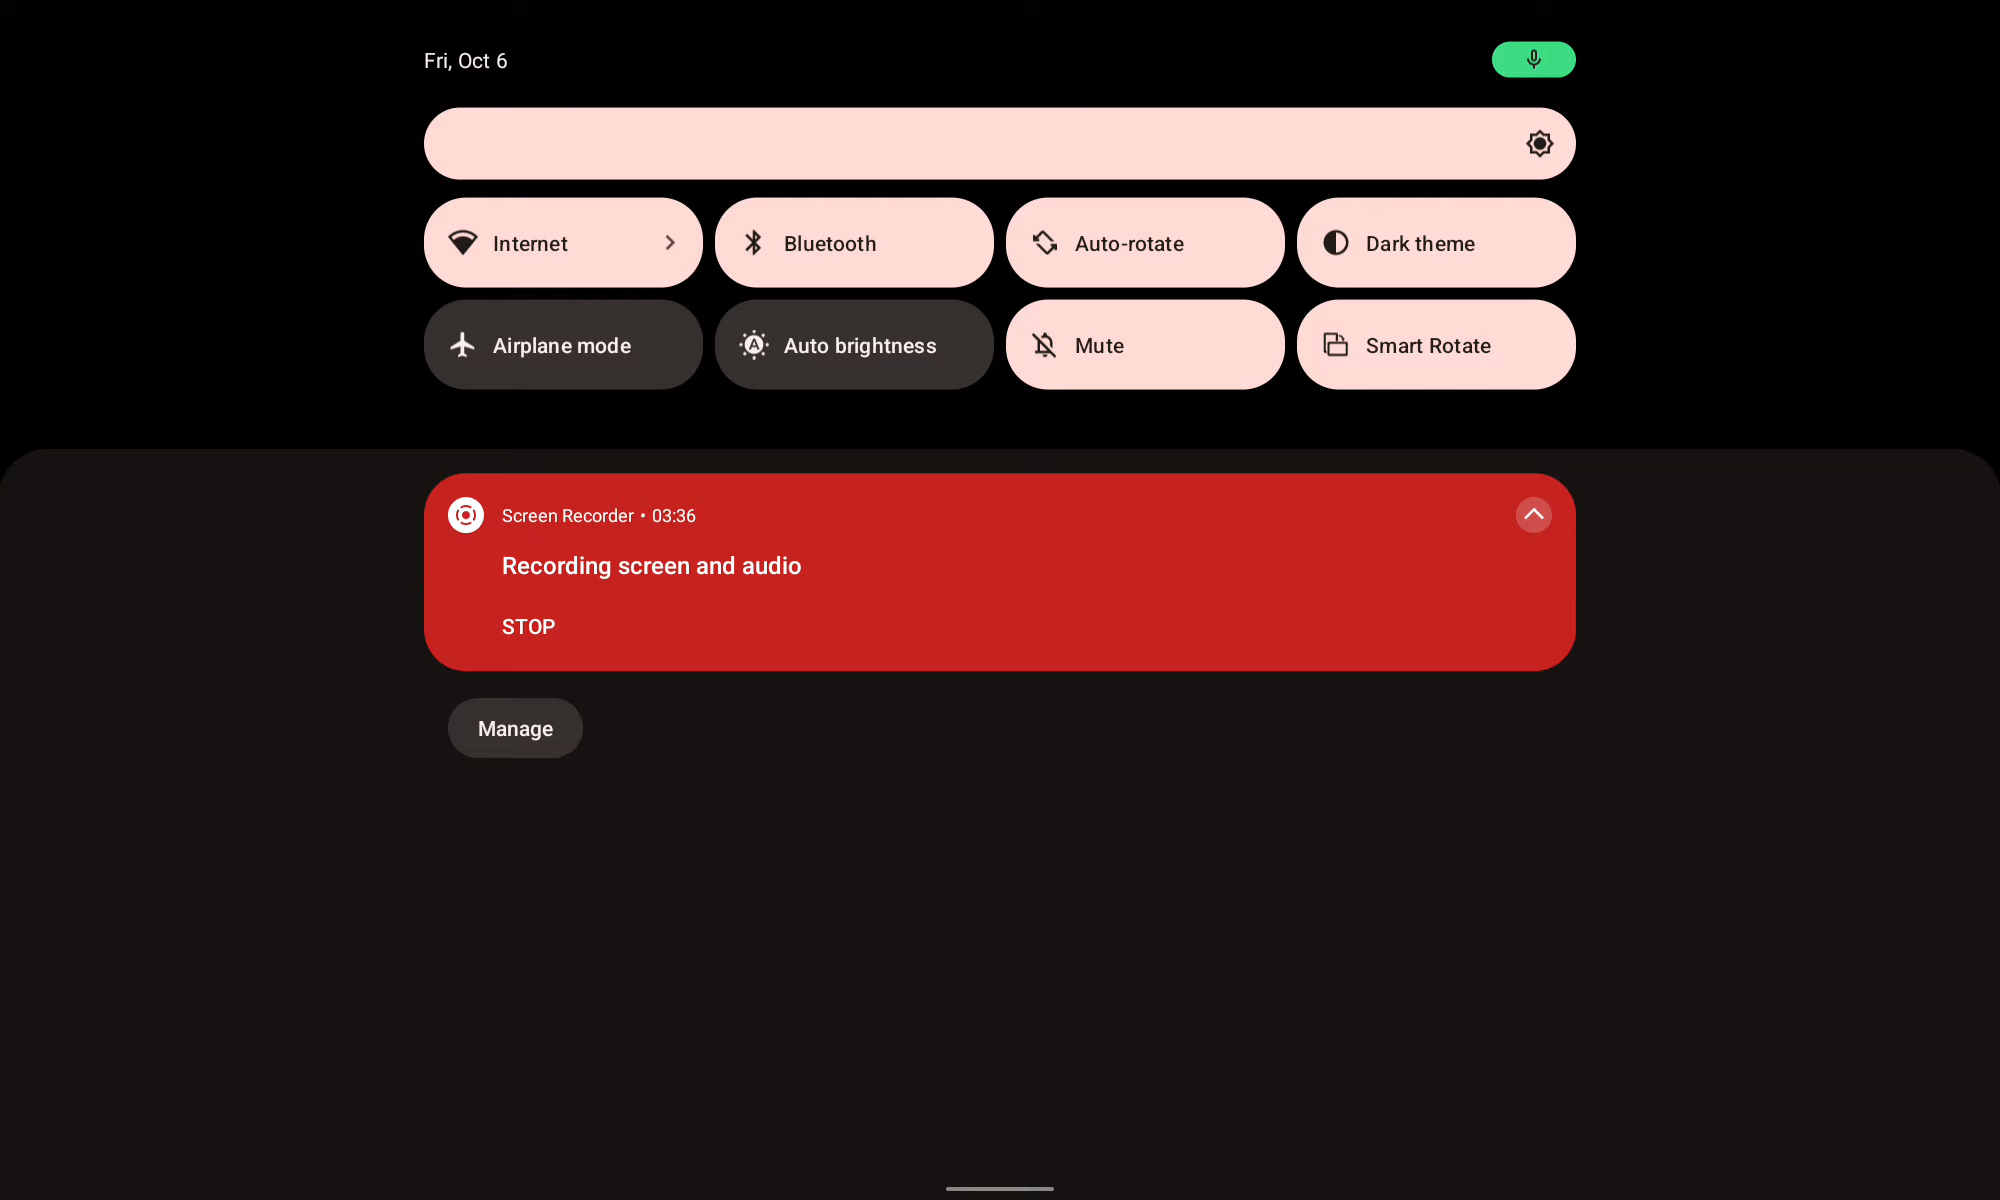 Fri, Oct 6
Internet
Bluetooth
Auto-rotate
Dark theme
Airplane mode
Auto brightness
Mute
Smart Rotate
Screen Recorder • 03:36
Recording screen and audio
STOP
Manage